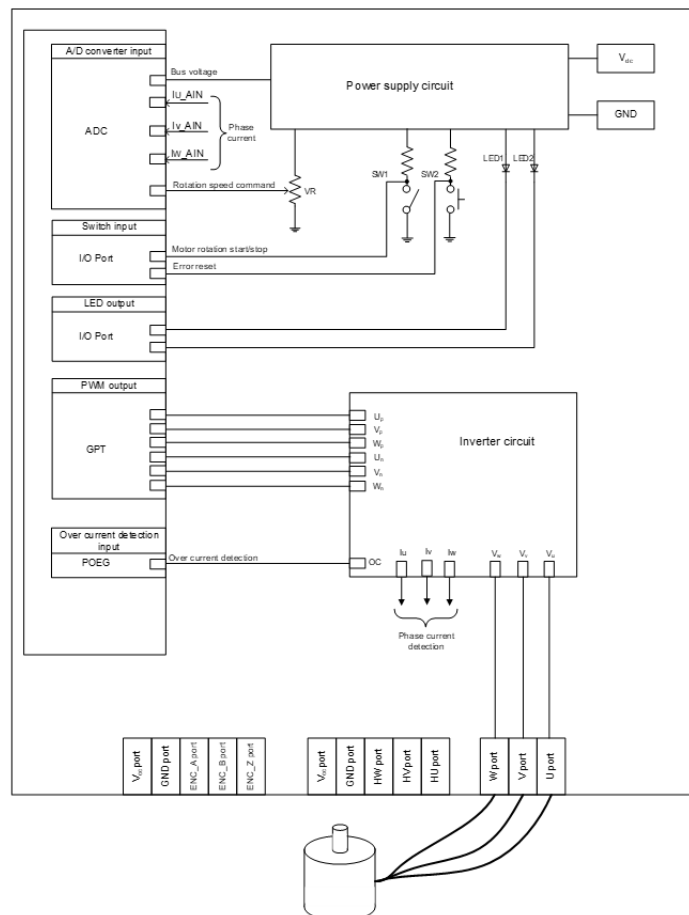 A/D converter input
Bus voltage
Iu_AIN
Iv_AIN
Iw_AIN
Phase
current
ADC
Rotation speed command
VR
Power supply circuit
Vdc
GND
SW1
SW2
LED1
LED2
Switch input
I/O Port
Motor rotation start/stop
Error reset
LED output
I/O Port
PWM output
GPT
Up
Vp
Wp
Un
Vn
Wn
Inverter circuit
Over current detection
input
POEG
Over current detection
OC
Iu
Iv
Iw
Vw
Vv
Vu
Phase current
detection
Vcc port
GND port
ENC_A port
ENC_B port
ENC_Z port
Vcc port
GND port
HW port
HV port
HU port
W port
V port
U port